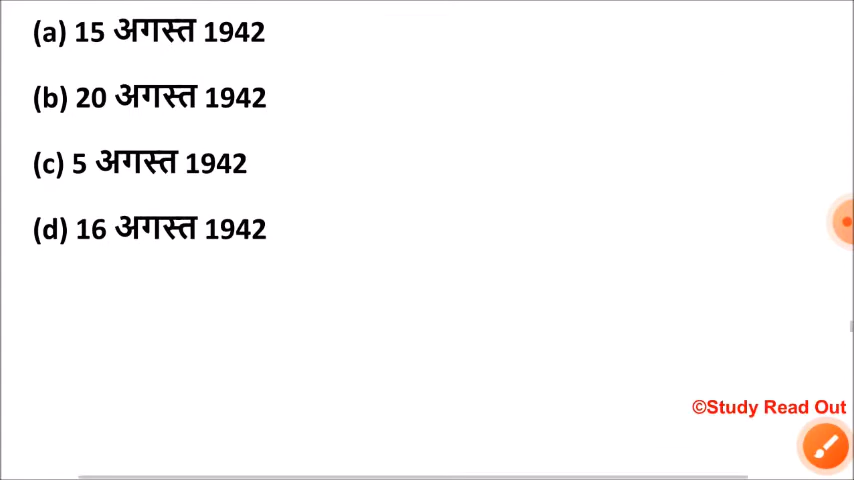 (a) 15 अगस्त 1942
(b) 20 अगस्त 1942
(c) 5 अगस्त 1942
(d) 16 अगस्त 1942
©Study Read Out